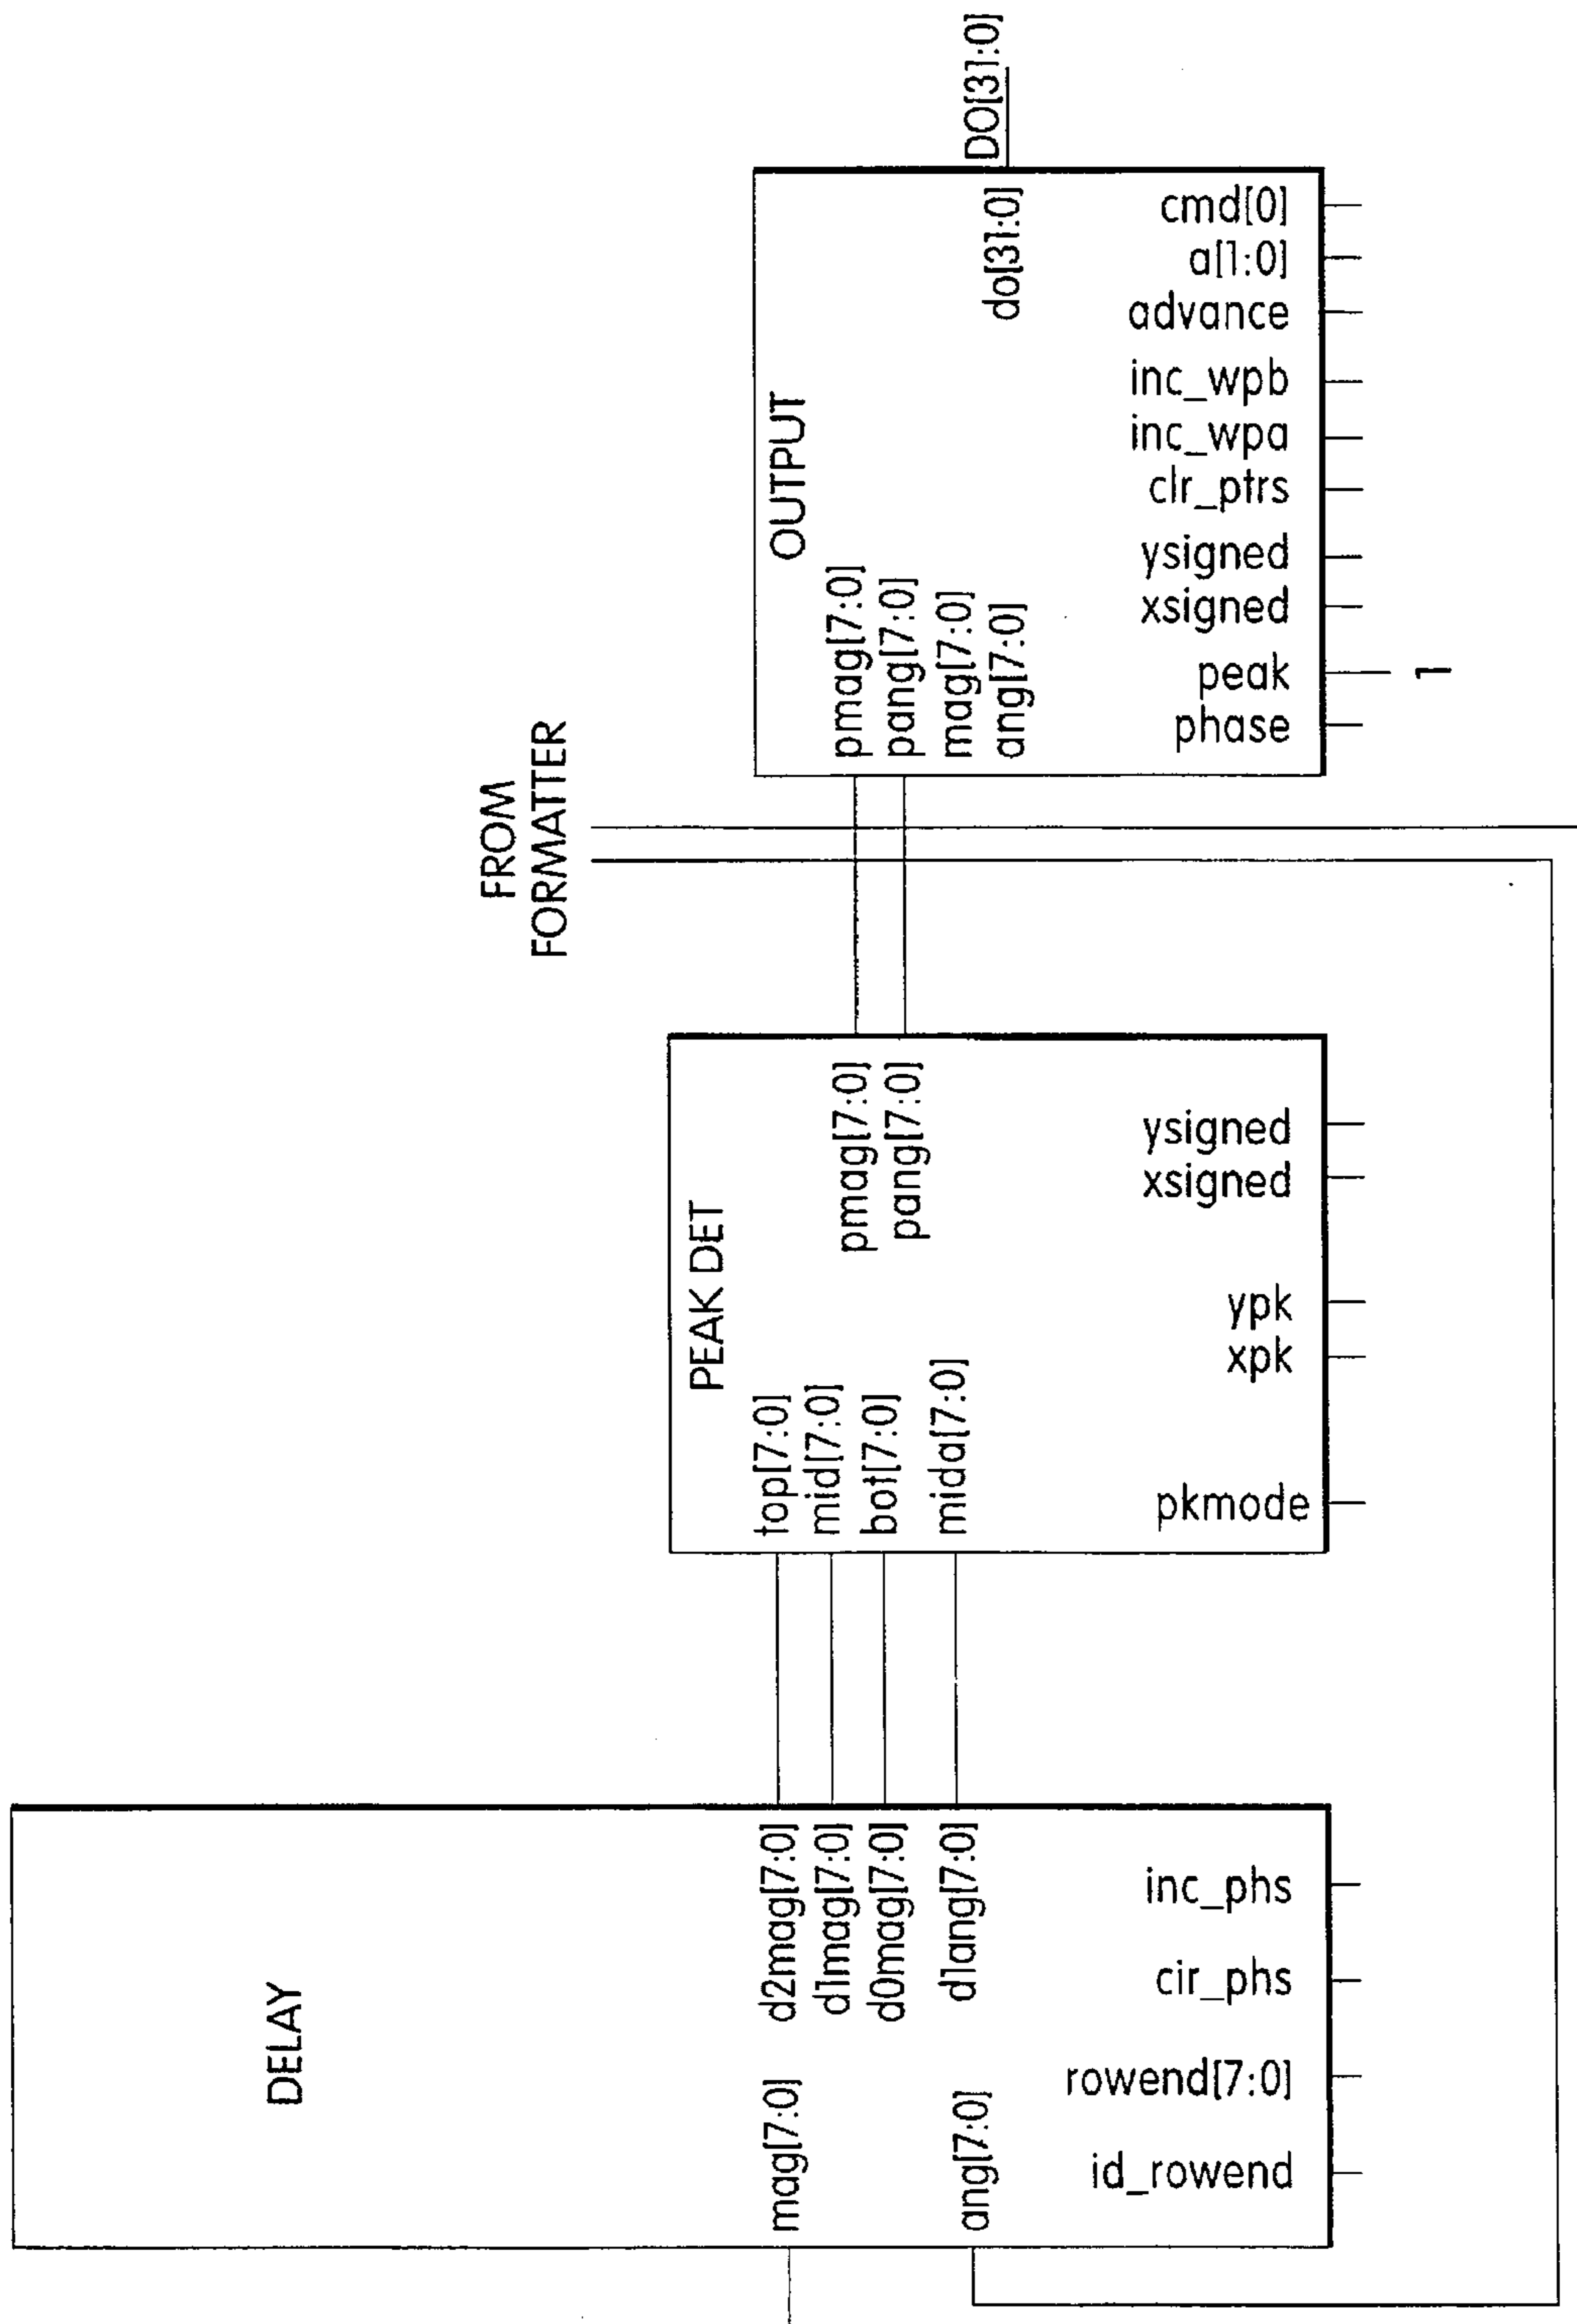 DELAY
mag[7:0]
ang[7:0]
d2mag[7:0]
d1mag[7:0]
d0mag[7:0]
d1ang[7:0]
id_rowend
rowend[7:0]
cir_phs
inc_phs
PEAK DET
top[7:0]
mid[7:0]
bot[7:0]
mida[7:0]
pmag[7:0]
pang[7:0]
pkmode
xpk
ypk
xsigned
ysigned
FROM
FORMATTER
OUTPUT
pmag[7:0]
pang[7:0]
mag[7:0]
ang[7:0]
do[31:0]
DO[31:0]
phase
peak
1
xsigned
ysigned
clr_ptrs
inc_wpa
inc_wpb
advance
a[1:0]
cmd[0]